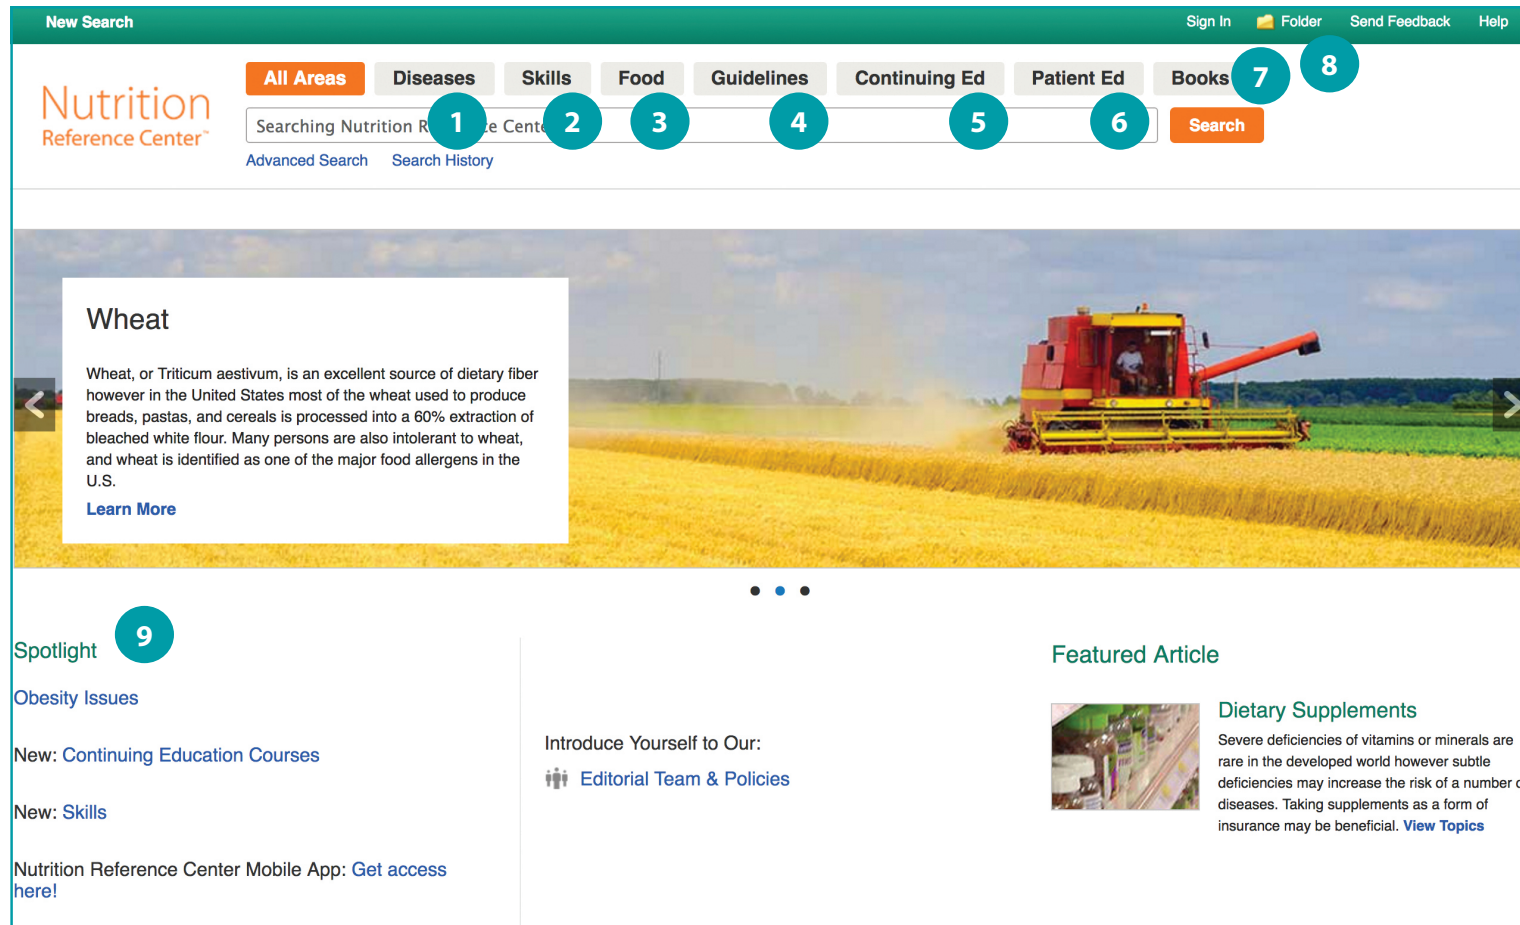 New Search
Sign In Folder Send Feedback Help
Nutrition
Reference Center™
All Areas Diseases Skills Food Guidelines Continuing Ed Patient Ed Books
7 8
Searching Nutrition R e Cente
1 2 3 4 5 6
Search
Advanced Search Search History
Wheat
Wheat, or Triticum aestivum, is an excellent source of dietary fiber
however in the United States most of the wheat used to produce
breads, pastas, and cereals is processed into a 60% extraction of
bleached white flour. Many persons are also intolerant to wheat,
and wheat is identified as one of the major food allergens in the
U.S.
Learn More
9
Spotlight
Obesity Issues
New: Continuing Education Courses
New: Skills
Nutrition Reference Center Mobile App: Get access
here!
Introduce Yourself to Our:
Editorial Team & Policies
Featured Article
Dietary Supplements
Severe deficiencies of vitamins or minerals are
rare in the developed world however subtle
deficiencies may increase the risk of a number
diseases. Taking supplements as a form of
insurance may be beneficial. View Topics